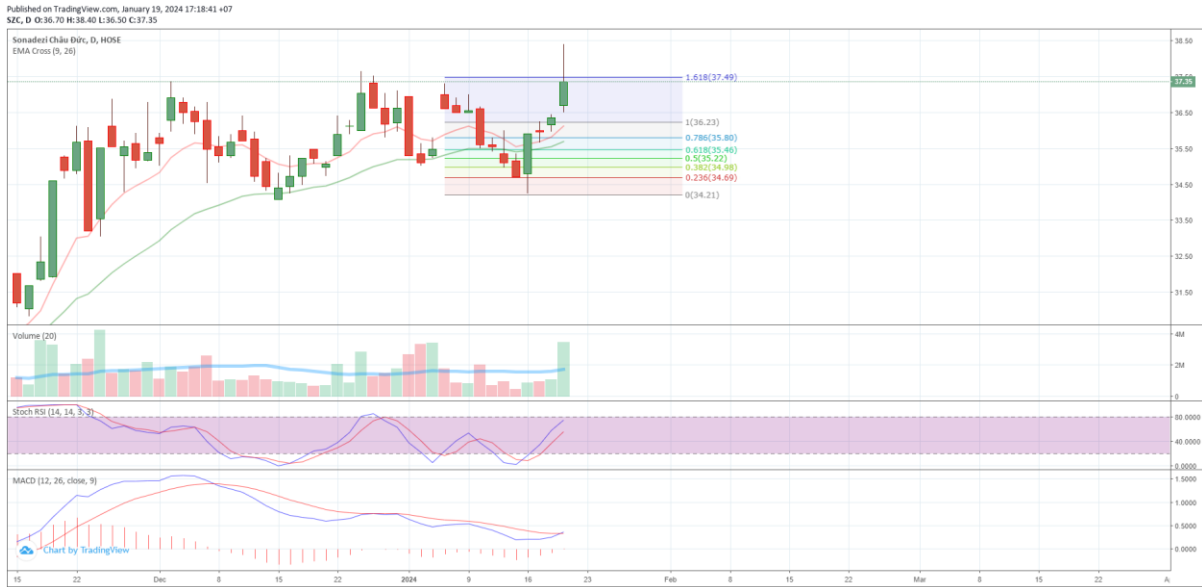 Published on TradingView.com, January 19, 2024 17:18:41 +07
SZC, D O:36.70 H:38.40 L:36.50 C:37.35
Sonadezi Châu Đức, D, HOSE
EMA Cross (9, 26)
38.50
1.618(37.49)
37.35
1(36.23)
36.50
0.786(35.80)
0.618(35.46)
35.50
0.5(35.22)
0.382(34.98)
0.236(34.69)
34.50
0(34.21)
33.50
32.50
31.50
Volume (20)
4M
2M
0
Stoch RSI (14, 14, 3, 3)
80.0000
40.0000
0.0000
MACD (12, 26, close, 9)
1.5000
1.0000
0.5000
0.0000
Chart by TradingView
15 22 Dec 8 15 22 2024 9 16 23 Feb 8 15 22 Mar 8 15 22